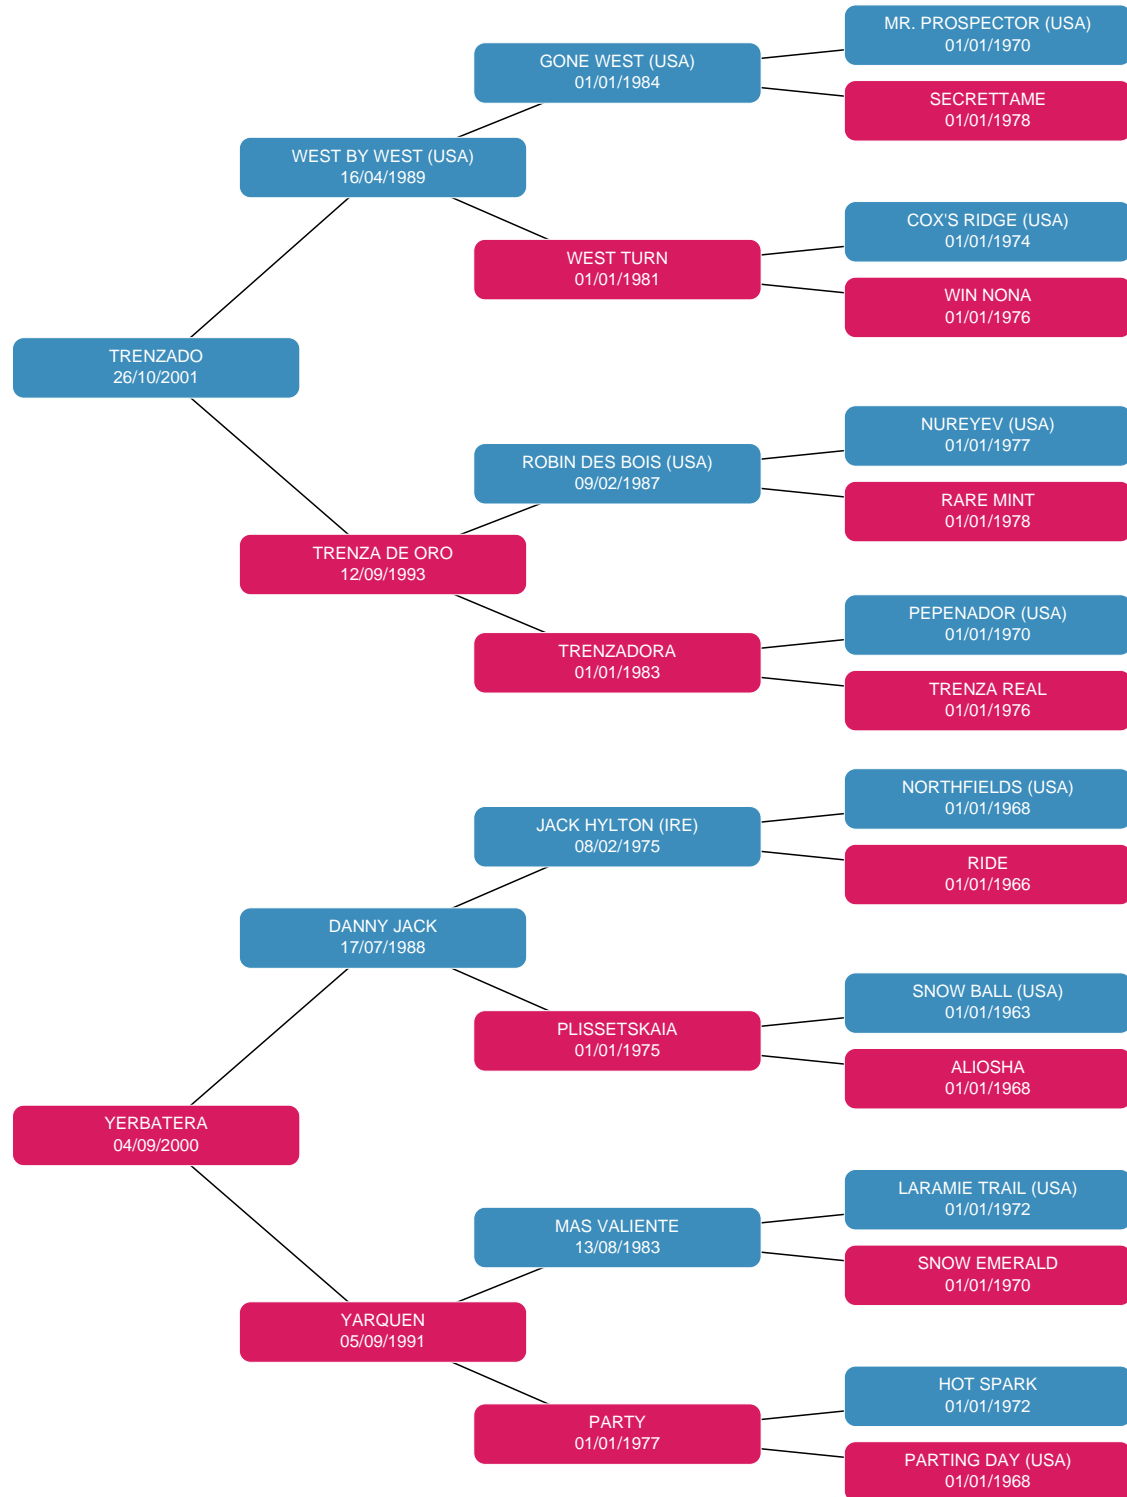 MR. PROSPECTOR (USA)
01/01/1970
GONE WEST (USA)
01/01/1984
SECRETTAME
01/01/1978
WEST BY WEST (USA)
16/04/1989
COX'S RIDGE (USA)
01/01/1974
WEST TURN
01/01/1981
WIN NONA
01/01/1976
TRENZADO
26/10/2001
NUREYEV (USA)
01/01/1977
ROBIN DES BOIS (USA)
09/02/1987
RARE MINT
01/01/1978
TRENZA DE ORO
12/09/1993
PEPENADOR (USA)
01/01/1970
TRENZADORA
01/01/1983
TRENZA REAL
01/01/1976
NORTHFIELDS (USA)
01/01/1968
JACK HYLTON (IRE)
08/02/1975
RIDE
01/01/1966
DANNY JACK
17/07/1988
SNOW BALL (USA)
01/01/1963
PLISSETSKAIA
01/01/1975
ALIOSHA
01/01/1968
YERBATERA
04/09/2000
LARAMIE TRAIL (USA)
01/01/1972
MAS VALIENTE
13/08/1983
SNOW EMERALD
01/01/1970
YARQUEN
05/09/1991
HOT SPARK
01/01/1972
PARTY
01/01/1977
PARTING DAY (USA)
01/01/1968